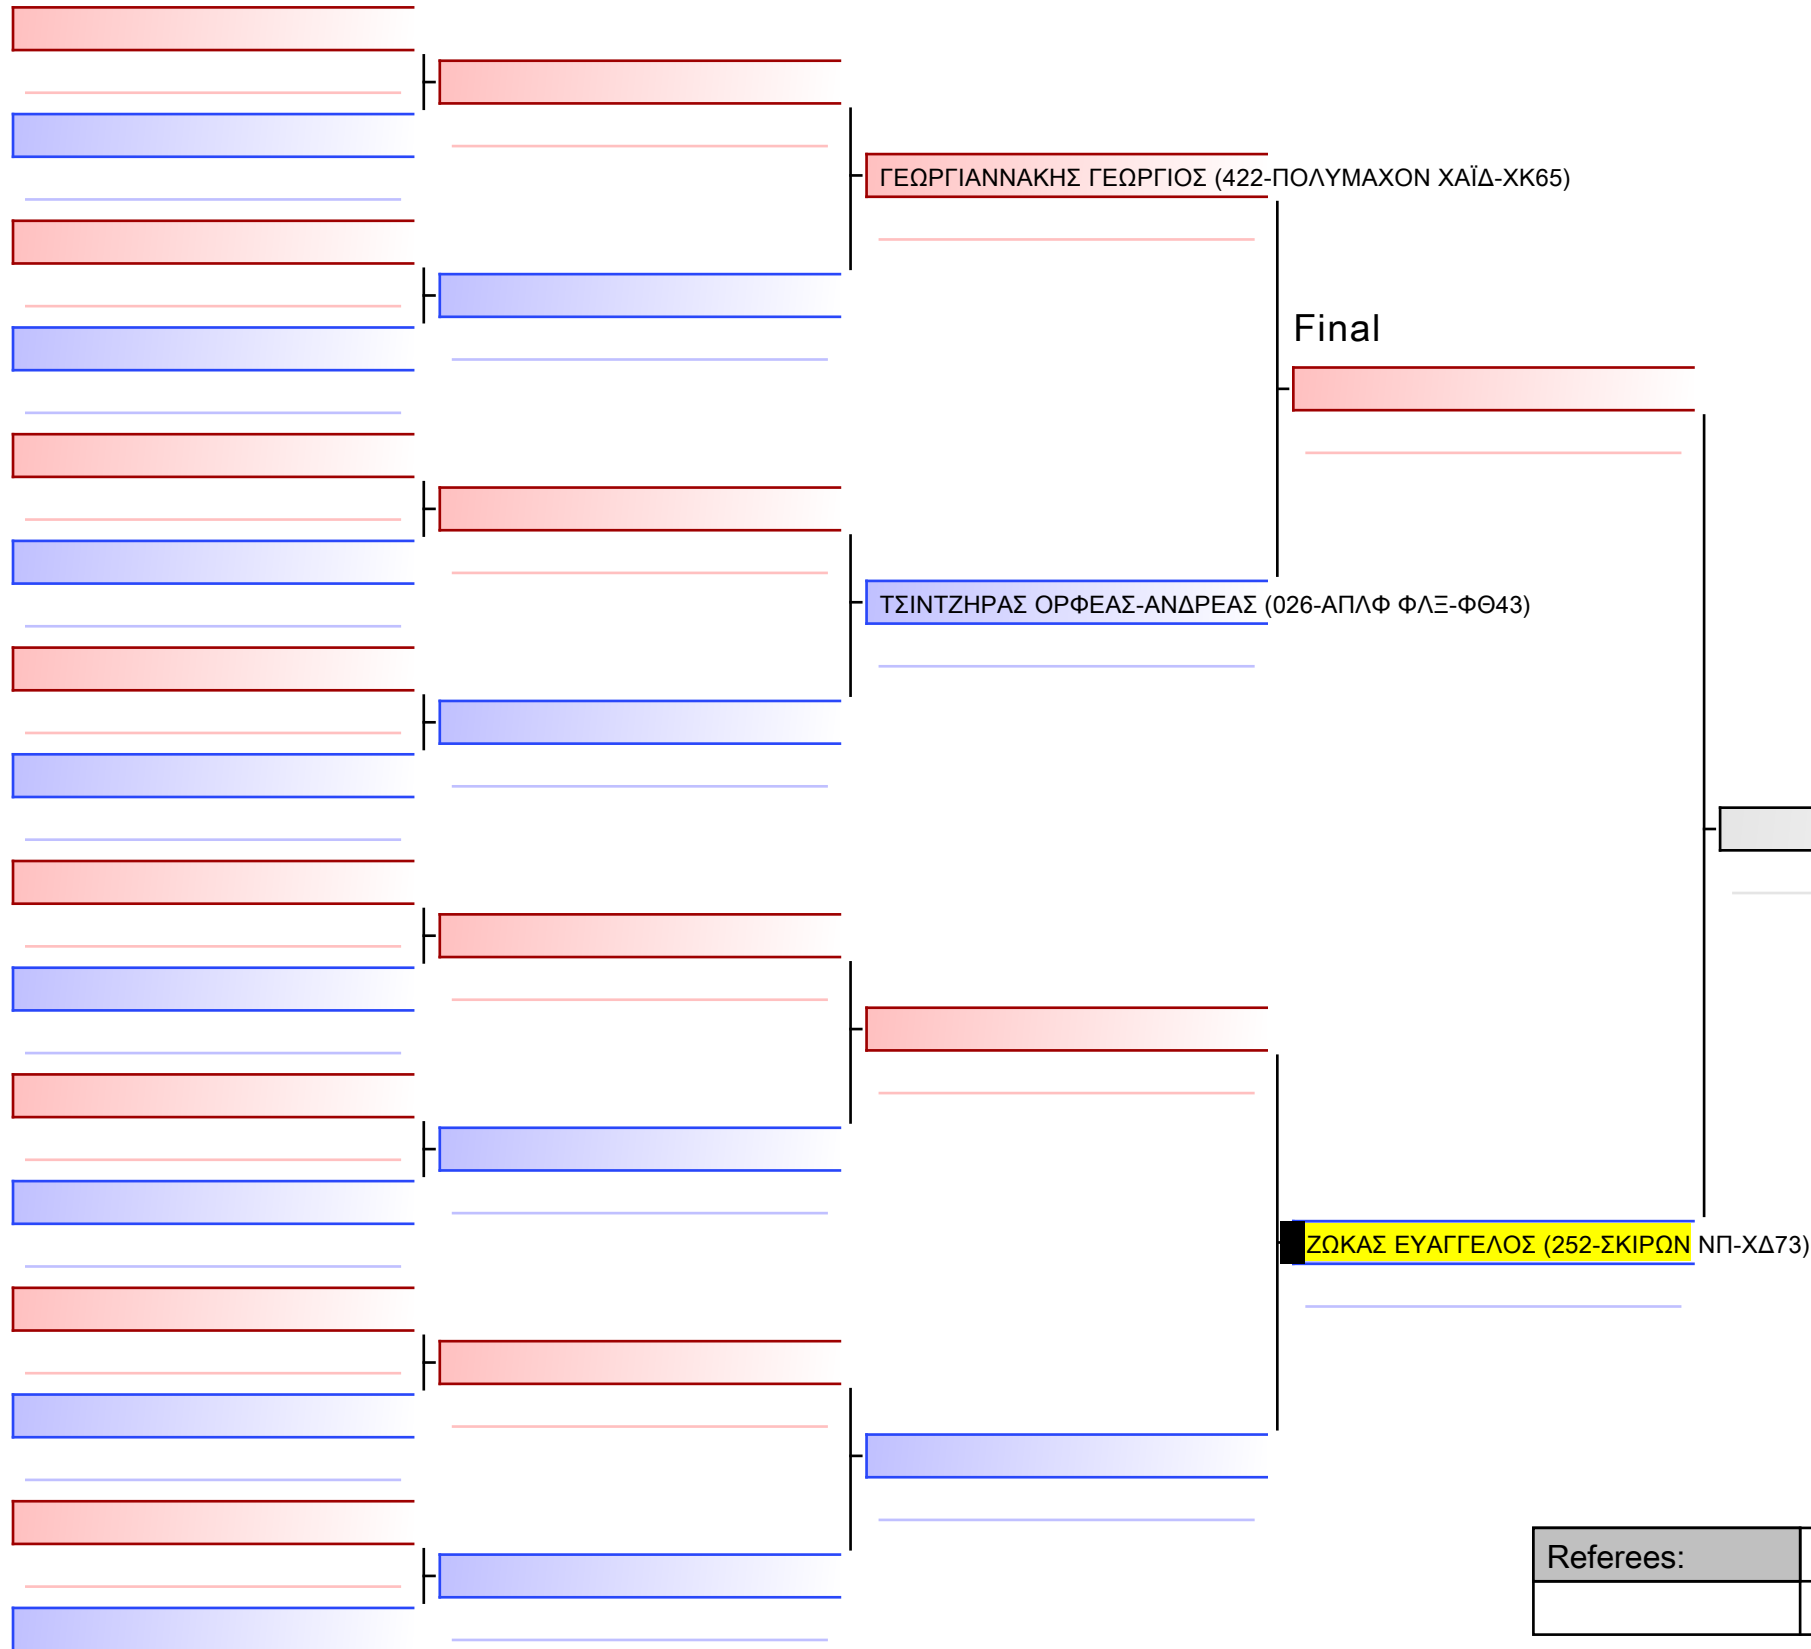 ΓΕΩΡΓΙΑΝΝΑΚΗΣ ΓΕΩΡΓΙΟΣ (422-ΠΟΛΥΜΑΧΟΝ ΧΑΪΔ-ΧΚ65)
Final
ΤΣΙΝΤΖΗΡΑΣ ΟΡΦΕΑΣ-ΑΝΔΡΕΑΣ (026-ΑΠΛΦ ΦΛΞ-ΦΘ43)
ΖΩΚΑΣ ΕΥΑΓΓΕΛΟΣ (252-ΣΚΙΡΩΝ ΝΠ-ΧΔ73)
Referees: